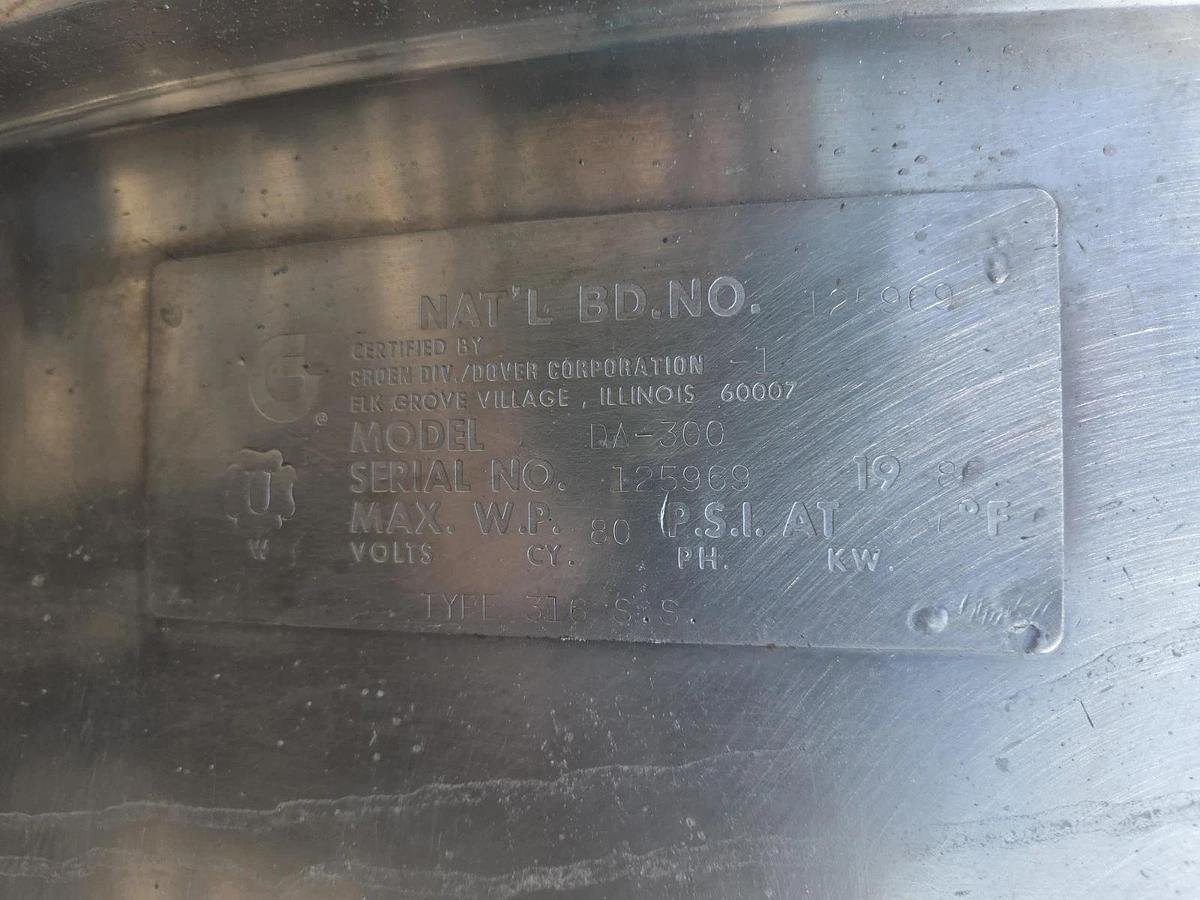 NAT'L BD.NO. 125969
CERTIFIED BY
GROEN DIV./DOVER CORPORATION -1
ELK GROVE VILLAGE, ILLINOIS 60007
G ®
MODEL DA-300
SERIAL NO. 125969 19
U
W
MAX. W.P. 80 P.S.I. AT °F
VOLTS CY. PH. KW.
TYPE 316 S.S.